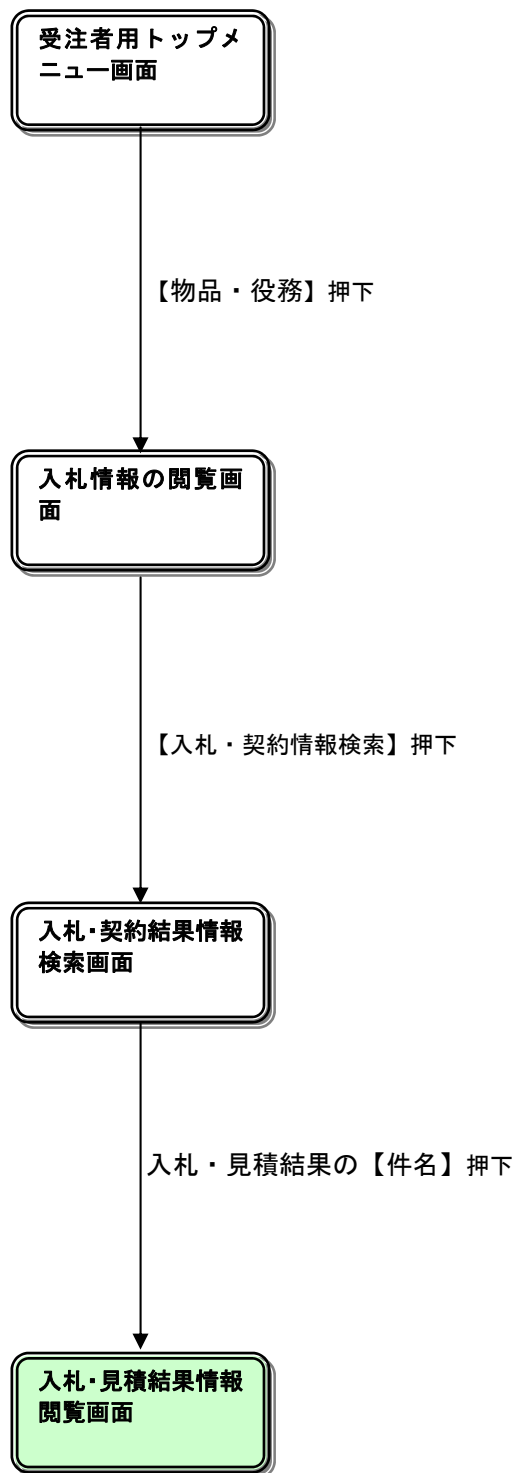 受注者用トップメ
ニュー画面
【物品・役務】押下
入札情報の閲覧画
面
【入札・契約情報検索】押下
入札・契約結果情報
検索画面
入札・見積結果の【件名】押下
入札・見積結果情報
閲覧画面